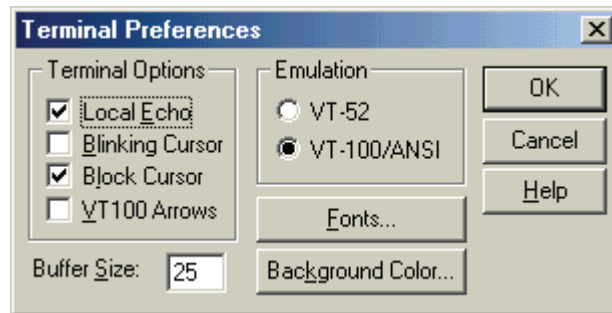 Terminal Preferences
Terminal Options
Local Echo
Blinking Cursor
Block Cursor
VT100 Arrows
Buffer Size: 25
Emulation
VT-52
VT-100/ANSI
Fonts...
Background Color...
OK
Cancel
Help